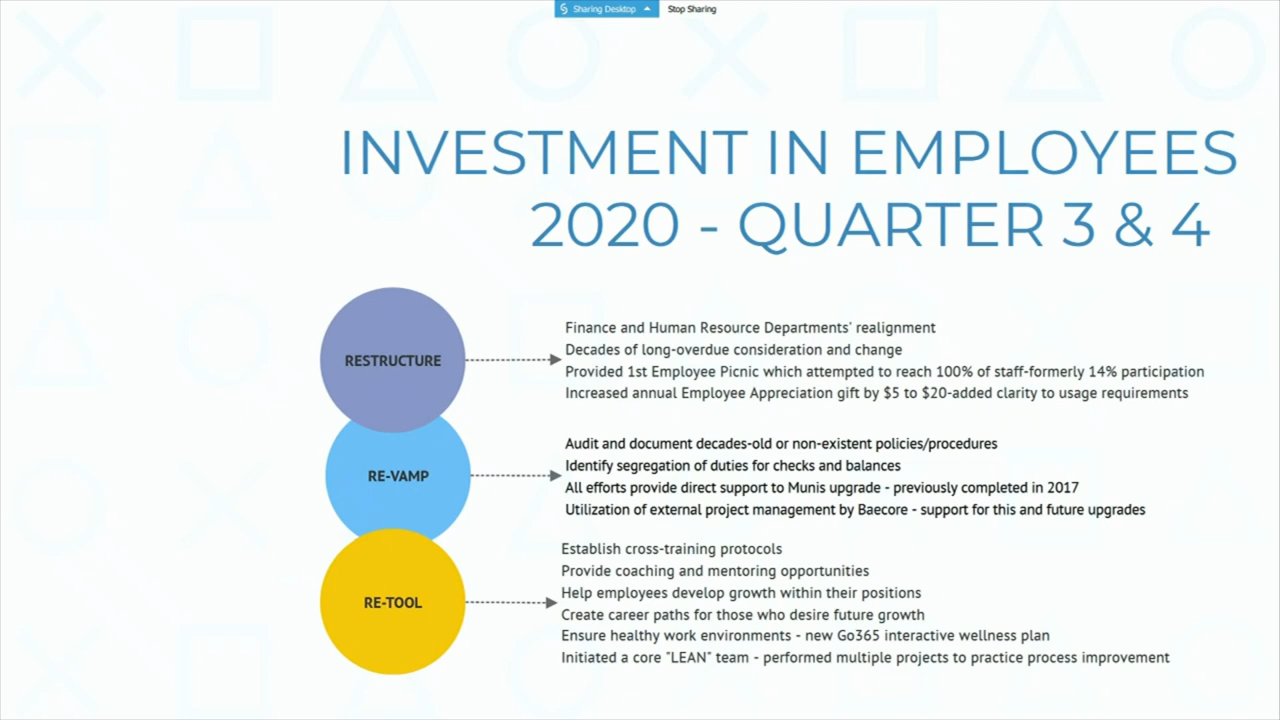 Sharing Desktop
Stop Sharing
INVESTMENT IN EMPLOYEES
2020 - QUARTER 3 & 4
RESTRUCTURE
Finance and Human Resource Departments' realignment
Decades of long-overdue consideration and change
Provided 1st Employee Picnic which attempted to reach 100% of staff-formerly 14% participation
Increased annual Employee Appreciation gift by $5 to $20-added clarity to usage requirements
RE-VAMP
Audit and document decades-old or non-existent policies/procedures
Identify segregation of duties for checks and balances
All efforts provide direct support to Munis upgrade - previously completed in 2017
Utilization of external project management by Baecore - support for this and future upgrades
RE-TOOL
Establish cross-training protocols
Provide coaching and mentoring opportunities
Help employees develop growth within their positions
Create career paths for those who desire future growth
Ensure healthy work environments - new Go365 interactive wellness plan
Initiated a core "LEAN" team - performed multiple projects to practice process improvement